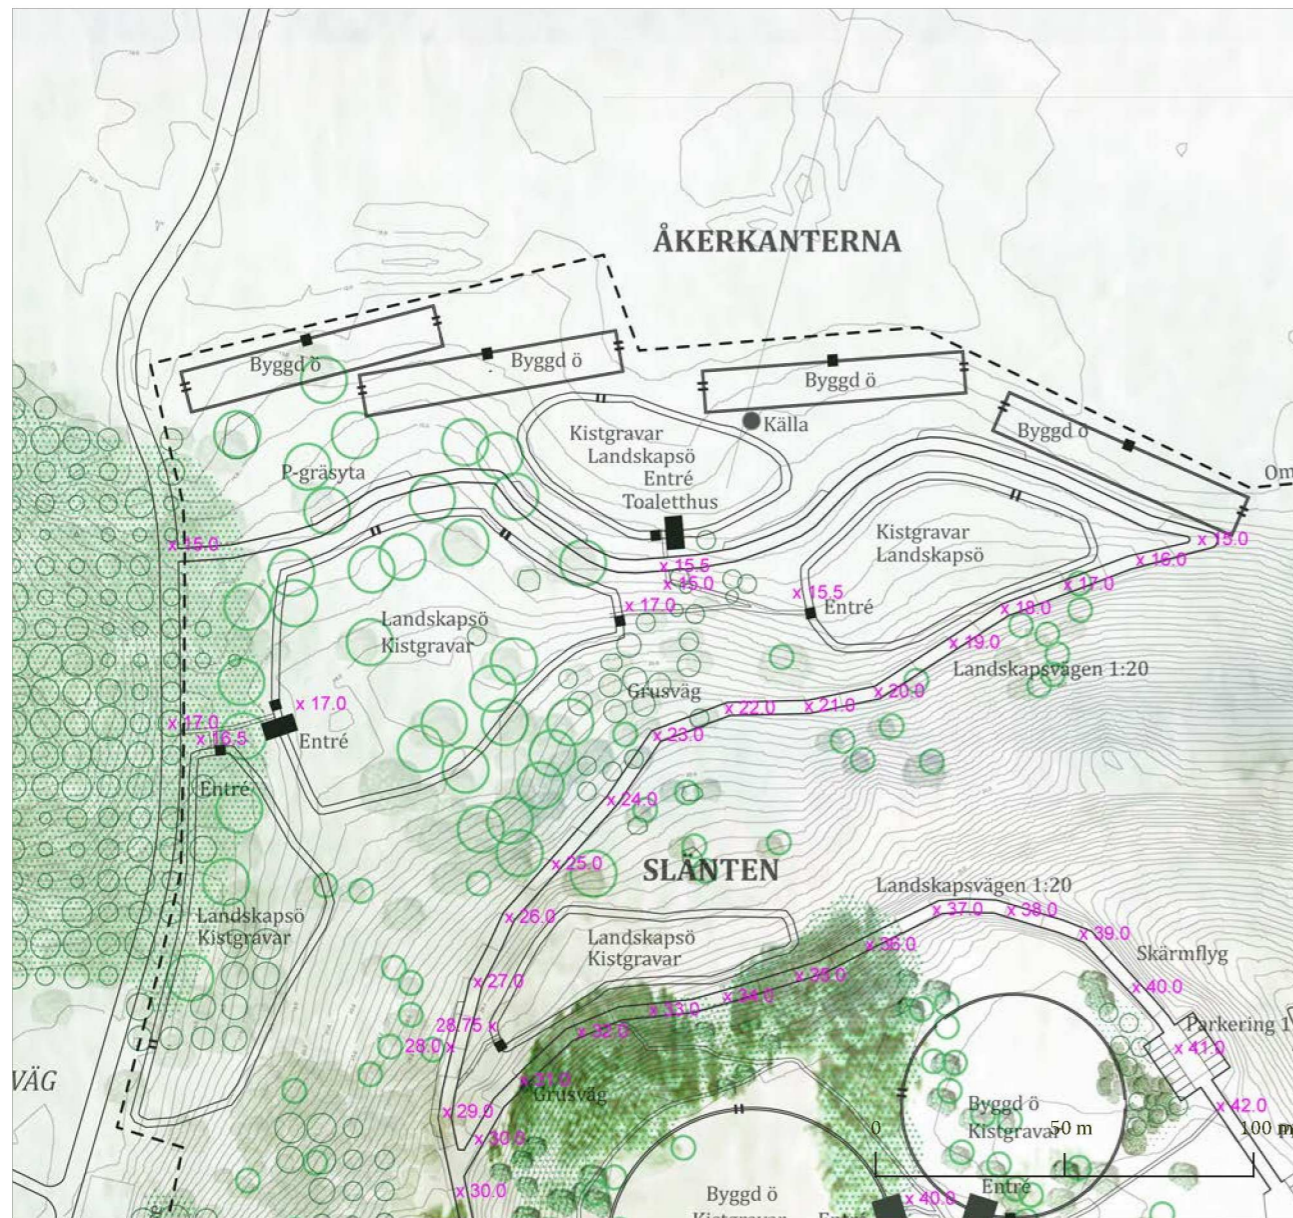 ÅKERKANTERNA
Byggd ö
Byggd ö
Byggd ö
Byggd ö
Källa
Kistgravar
Landskapsö
Entré
Toaletthus
P-gräsyta
Om
Kistgravar
Landskapsö
x 15.0
x 15.0
x 15.5
x 15.0
x 16.0
x 15.5
x 17.0
x 17.0
x 18.0
Entré
Landskapsö
Kistgravar
x 19.0
Landskapsvägen 1:20
Grusväg
x 20.0
x 21.0
x 22.0
x 17.0
x 17.0
x 16.5
Entré
x 23.0
Entré
x 24.0
x 25.0
SLÄNTEN
Landskapsvägen 1:20
x 26.0
Landskapsö
Kistgravar
x 37.0
x 38.0
x 39.0
Landskapsö
Kistgravar
x 36.0
Skärmflyg
x 27.0
x 35.0
x 40.0
x 34.0
x 33.0
28.75 x
x 32.0
Parkering 1
28.0 x
x 41.0
VÄG
x 31.0
Grusväg
x 29.0
Byggd ö
Kistgravar
x 42.0
x 30.0
0
50 m
100 m
x 30.0
Byggd ö
Kistgravar
Entré
x 40.0
Entré